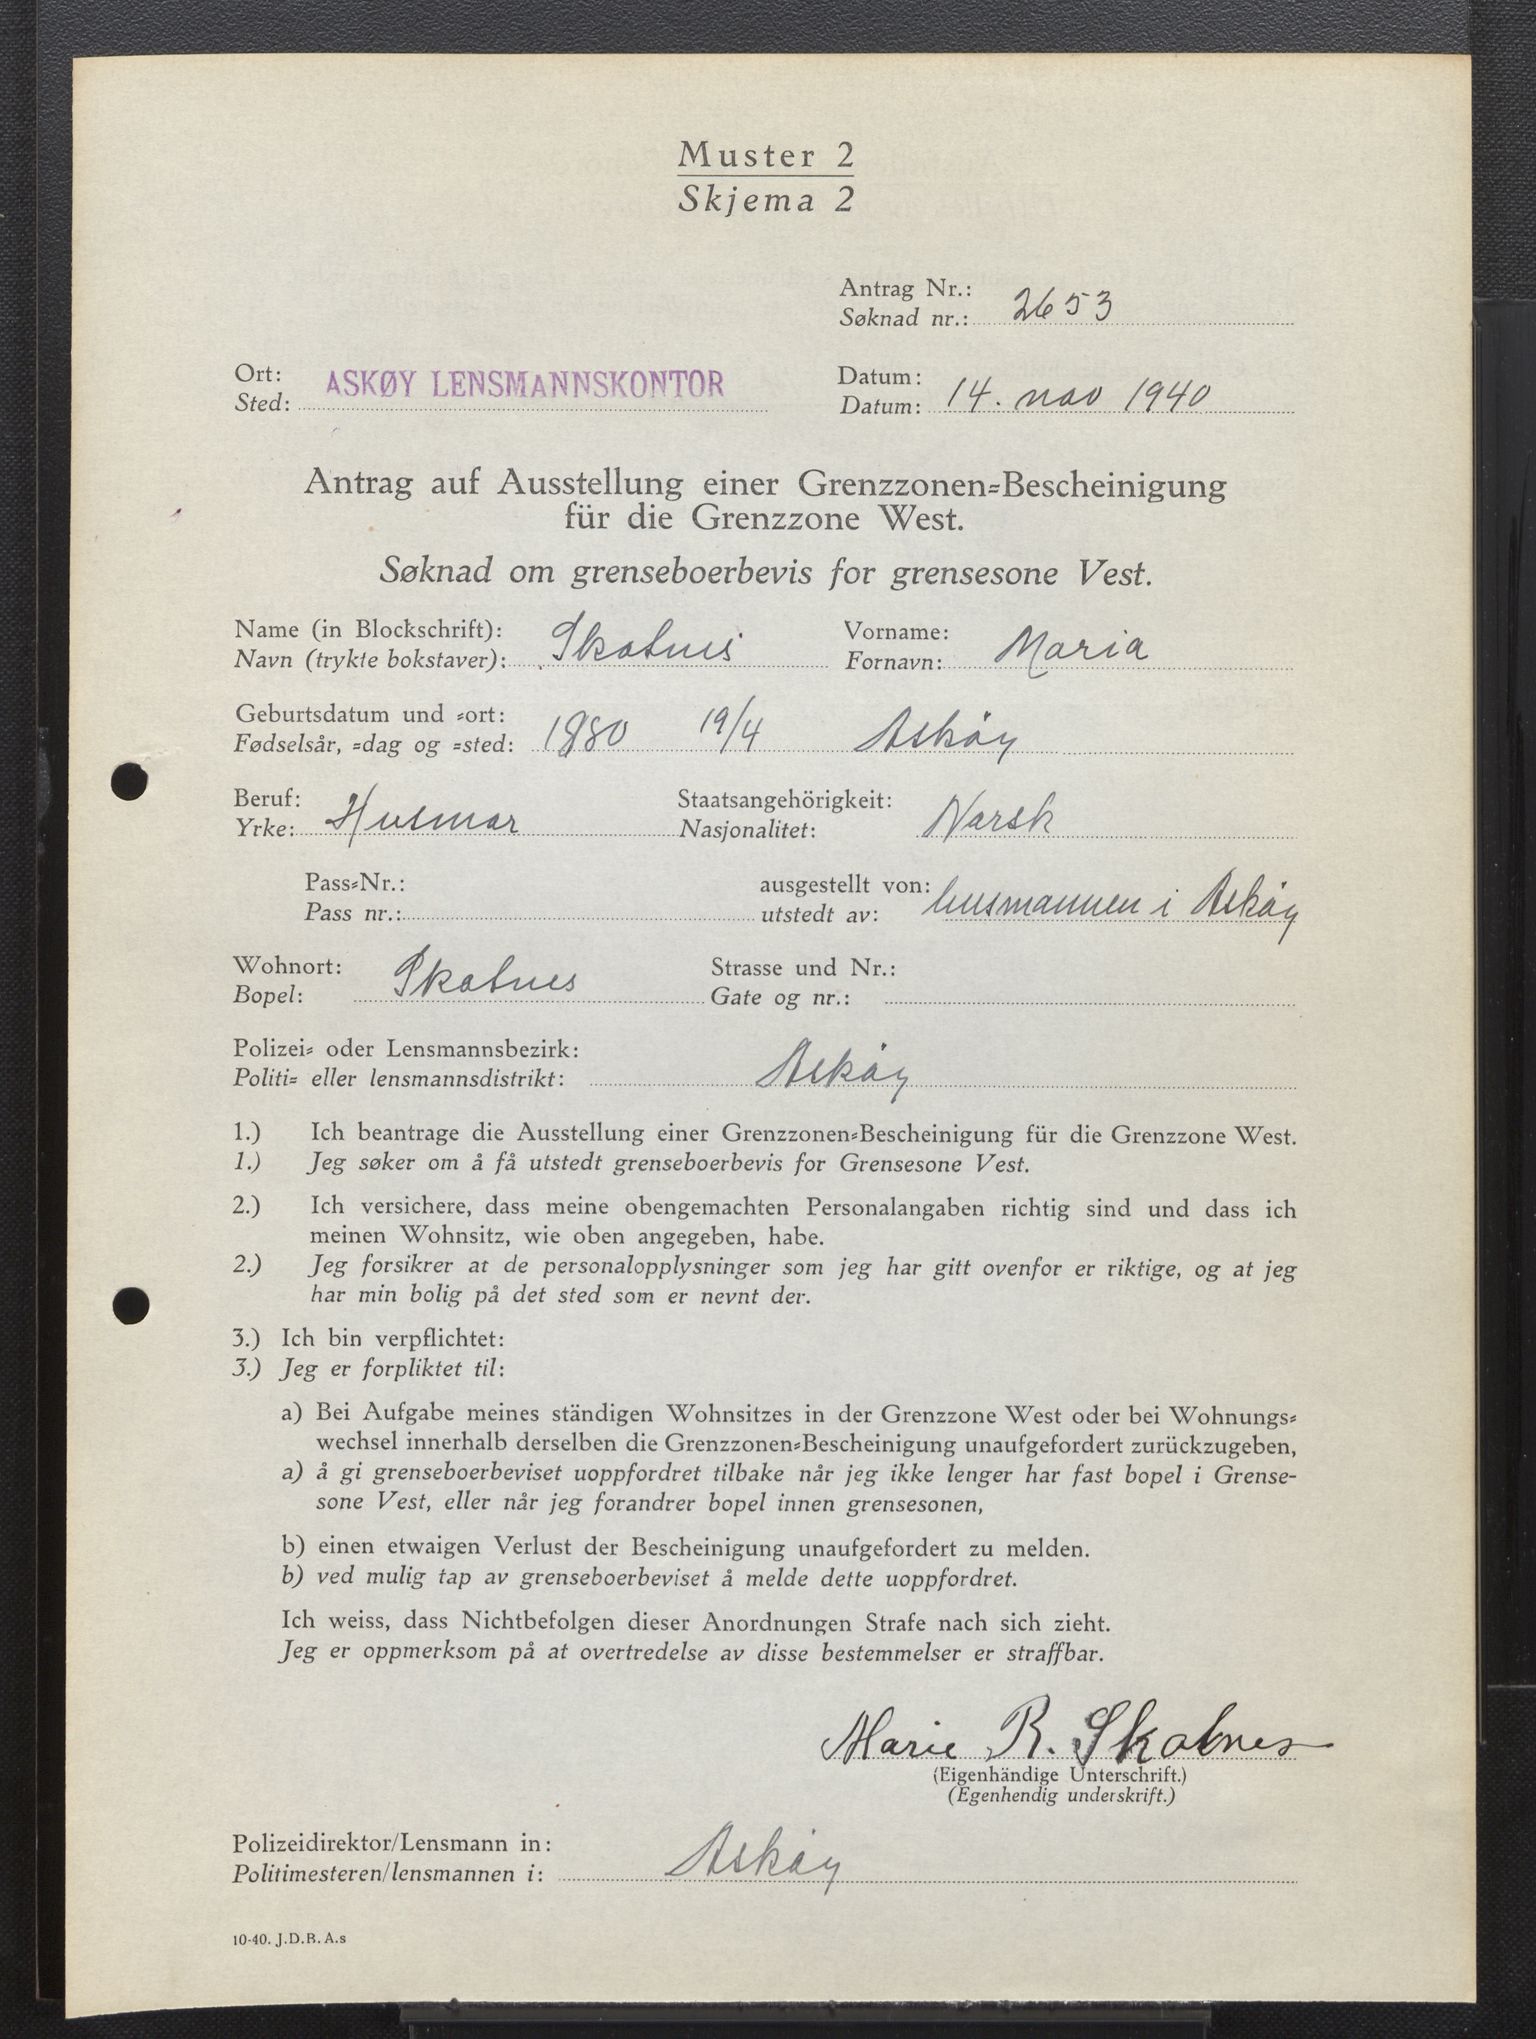 Muster 2
Skjema 2
Antrag Nr.:
Søknad nr.: 2653
Ort:
Sted: ASKØY LENSMANNSKONTOR
Datum:
Datum: 14. nov 1940
Antrag auf Ausstellung einer Grenzzonen=Bescheinigung
für die Grenzzone West.
Søknad om grenseboerbevis for grensesone Vest.
Name (in Blockschrift):
Navn (trykte bokstaver): Skatnes
Vorname:
Fornavn: Maria
Geburtsdatum und =ort:
Fødselsår, =dag og =sted: 1880 19/4 Askøy
Beruf:
Yrke: Husmor
Staatsangehörigkeit:
Nasjonalitet: Norsk
Pass=Nr.:
Pass nr.:
ausgestellt von:
utstedt av: lensmannen i Askøy
Wohnort:
Bopel: Skatnes
Strasse und Nr.:
Gate og nr.:
Polizei= oder Lensmannsbezirk:
Politi= eller lensmannsdistrikt: Askøy
1.) Ich beantrage die Ausstellung einer Grenzzonen=Bescheinigung für die Grenzzone West.
1.) Jeg søker om å få utstedt grenseboerbevis for Grensesone Vest.
2.) Ich versichere, dass meine obengemachten Personalangaben richtig sind und dass ich
meinen Wohnsitz, wie oben angegeben, habe.
2.) Jeg forsikrer at de personalopplysninger som jeg har gitt ovenfor er riktige, og at jeg
har min bolig på det sted som er nevnt der.
3.) Ich bin verpflichtet:
3.) Jeg er forpliktet til:
a) Bei Aufgabe meines ständigen Wohnsitzes in der Grenzzone West oder bei Wohnungs=
wechsel innerhalb derselben die Grenzzonen=Bescheinigung unaufgefordert zurückzugeben,
a) å gi grenseboerbeviset uoppfordret tilbake når jeg ikke lenger har fast bopel i Grense-
sone Vest, eller når jeg forandrer bopel innen grensesonen,
b) einen etwaigen Verlust der Bescheinigung unaufgefordert zu melden.
b) ved mulig tap av grenseboerbeviset å melde dette uoppfordret.
Ich weiss, dass Nichtbefolgen dieser Anordnungen Strafe nach sich zieht.
Jeg er oppmerksom på at overtredelse av disse bestemmelser er straffbar.
Marie R. Skatnes
(Eigenhändige Unterschrift.)
(Egenhendig underskrift.)
Polizeidirektor/Lensmann in:
Politimesteren/lensmannen i: Askøy
10-40. J.D.B.A.s